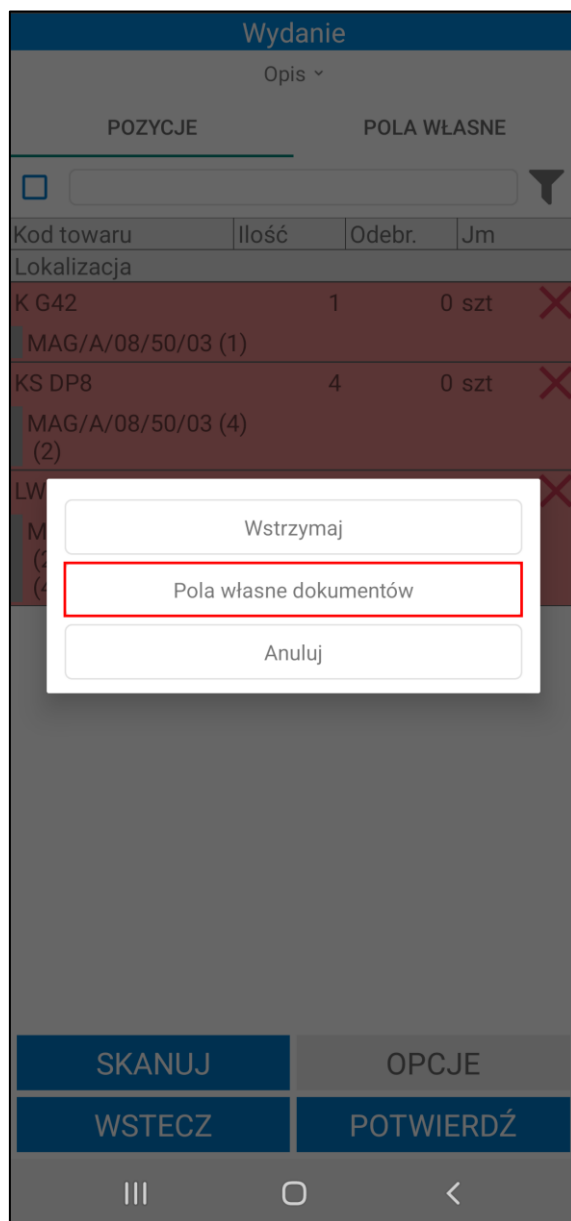 Wydanie
Opis
POZYCJE POLA WŁASNE
Kod towaru Ilość Odebr. Jm
Lokalizacja
K G42 1 0 szt
MAG/A/08/50/03 (1)
KS DP8 4 0 szt
MAG/A/08/50/03 (4)
(2)
LW
M
Wstrzymaj
Pola własne dokumentów
Anuluj
SKANUJ OPCJE
WSTECZ POTWIERDŹ